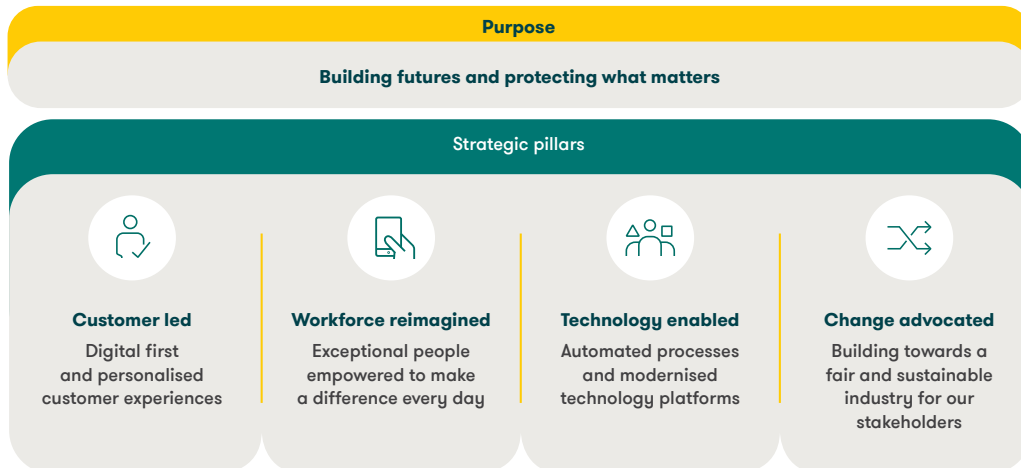 Purpose
Building futures and protecting what matters
Strategic pillars
Customer led
Digital first
and personalised
customer experiences
Workforce reimagined
Exceptional people
empowered to make
a difference every day
Technology enabled
Automated processes
and modernised
technology platforms
Change advocated
Building towards a
fair and sustainable
industry for our
stakeholders